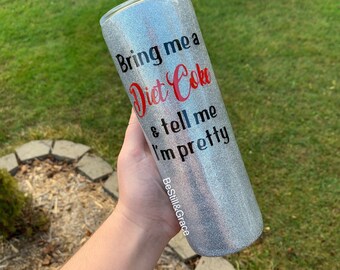 Bring me a
Diet Coke
& tell me
I'm pretty
BeStill&Grace